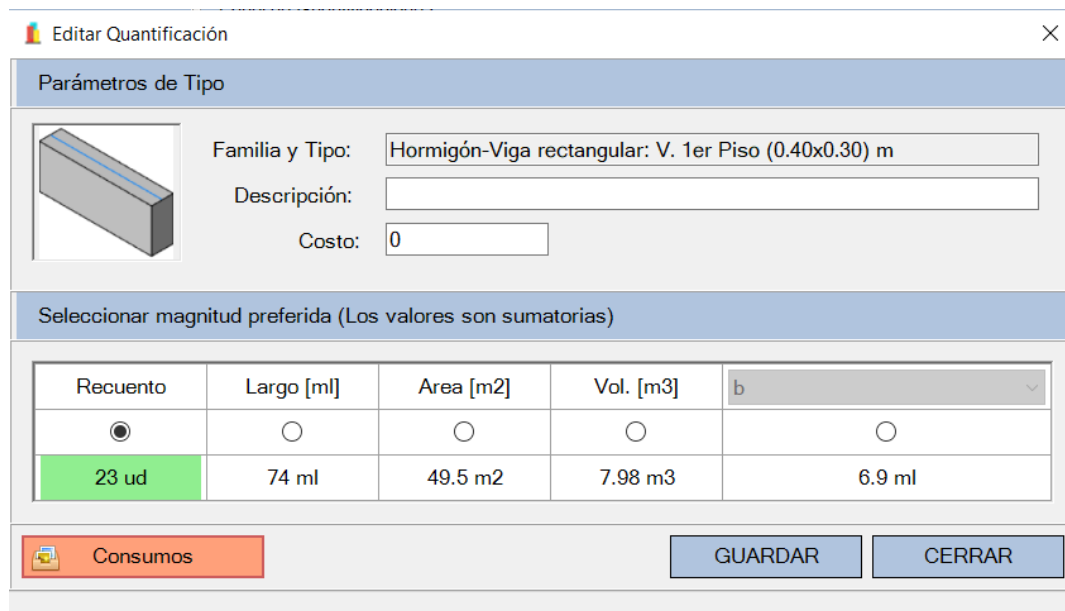 Editar Quantificación
Parámetros de Tipo
Familia y Tipo: Hormigón-Viga rectangular: V. 1er Piso (0.40x0.30) m
Descripción:
Costo: 0
Seleccionar magnitud preferida (Los valores son sumatorias)
Recuento Largo [ml] Area [m2] Vol. [m3] b
23 ud 74 ml 49.5 m2 7.98 m3 6.9 ml
Consumos GUARDAR CERRAR